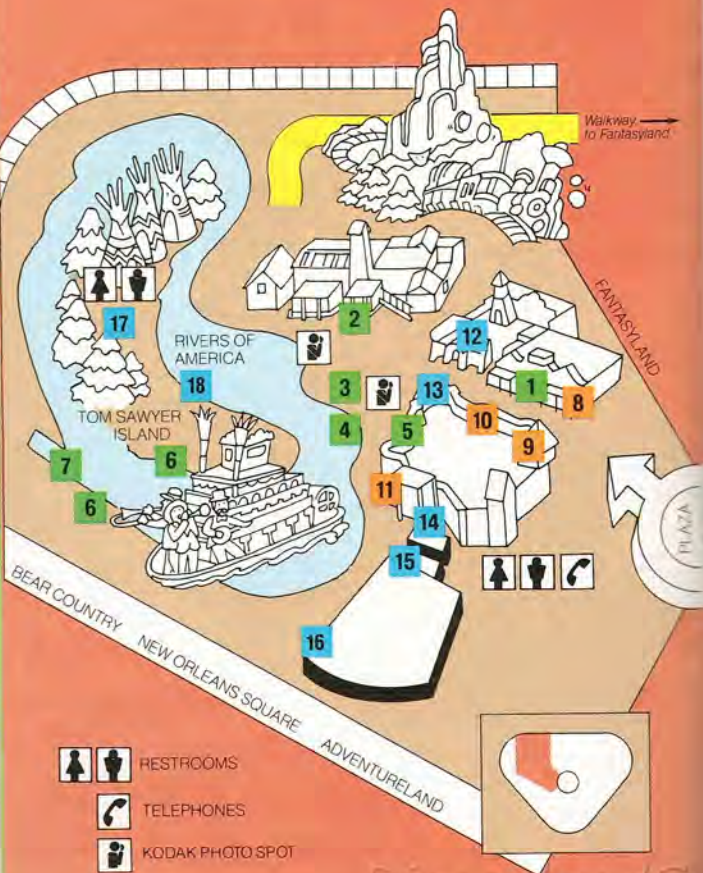 Walkway
to Fantasyland
FANTASYLAND
2
17
12
RIVERS OF
AMERICA
18
3
13
1
8
10
TOM SAWYER
ISLAND
4
5
9
7
6
11
6
14
PLAZA
15
16
BEAR COUNTRY NEW ORLEANS SQUARE ADVENTURELAND
RESTROOMS
TELEPHONES
KODAK PHOTO SPOT